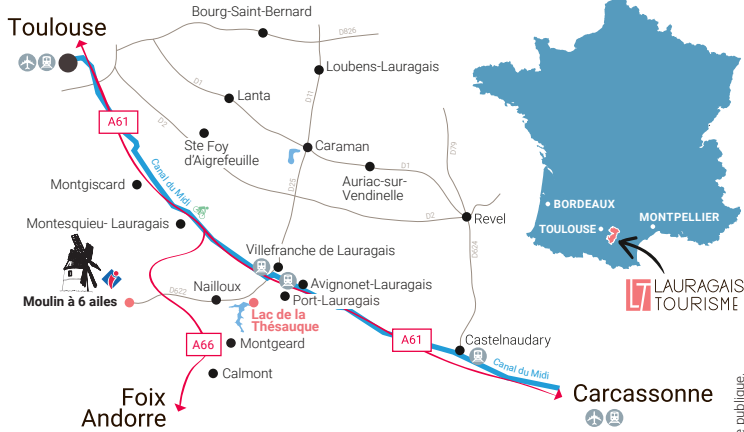 Bourg-Saint-Bernard
D826
Toulouse
Loubens-Lauragais
D1
Lanta
D11
A61
D2
Ste Foy
d'Aigrefeuille
Caraman
D79
Canal du Midi
D1
Montgiscard
D25
Auriac-sur-
Vendinelle
BORDEAUX
D2
Revel
MONTPELLIER
TOULOUSE
Montesquieu- Lauragais
Villefranche de Lauragais
D624
LT LAURAGAIS
TOURISME
Avignonet-Lauragais
Nailloux
D622
Port-Lauragais
Moulin à 6 ailes
Lac de la
Thésauque
A66
Montgeard
A61
Castelnaudary
Canal du Midi
Calmont
Foix
Andorre
Carcassonne
e publique.